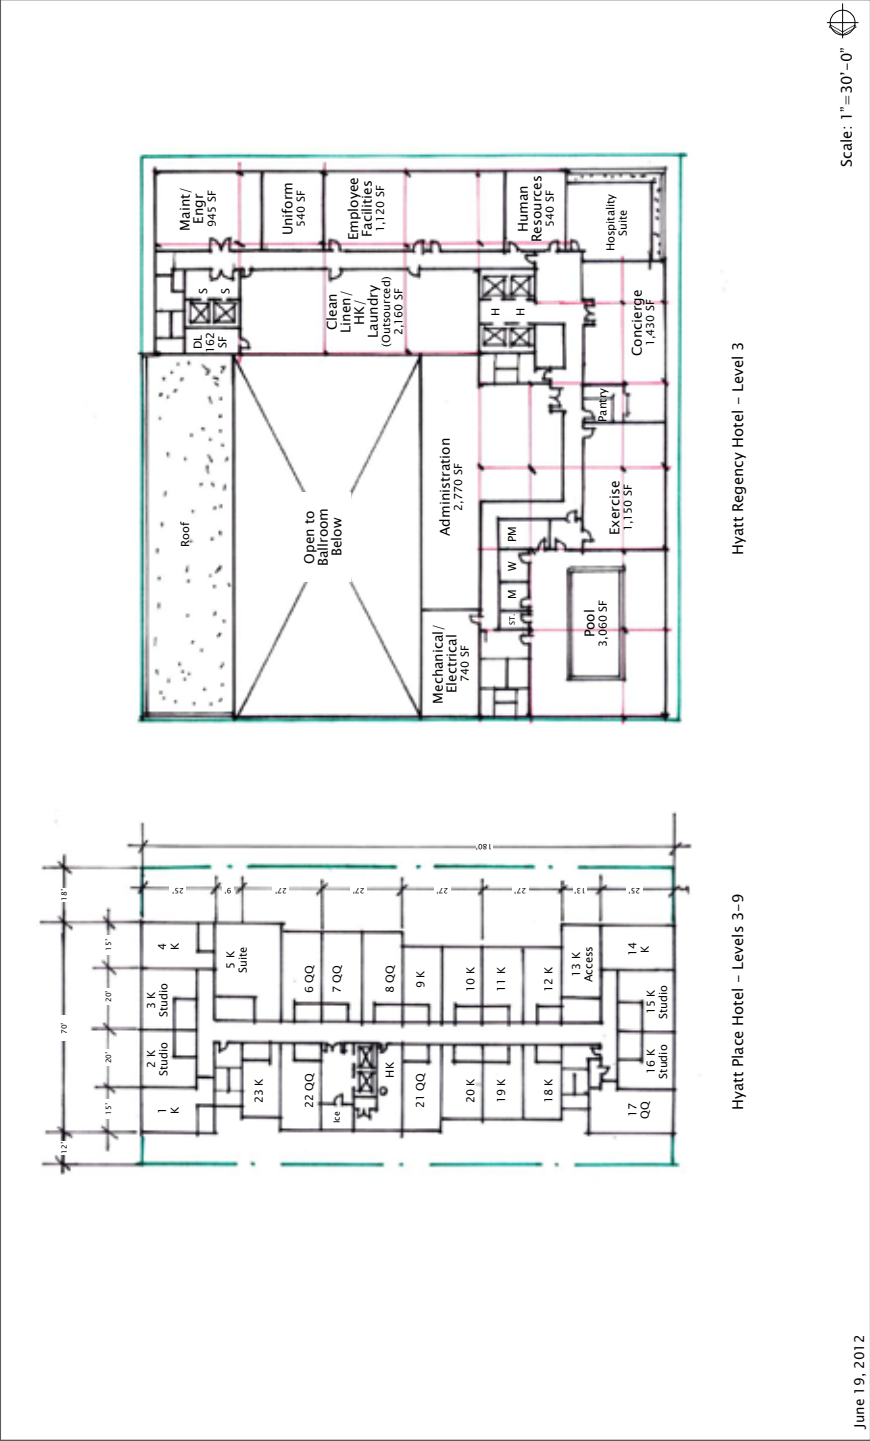 Scale: 1"=30'-0"
Maint/
Engr
945 SF
Uniform
540 SF
Employee
Facilities
1,120 SF
Human
Resources
540 SF
Hospitality
Suite
S
S
DL
162
SF
Clean
Linen/
HK/
Laundry
(Outsourced)
2,160 SF
H
H
Concierge
1,430 SF
Pantry
Roof
Open to
Ballroom
Below
Administration
2,770 SF
Exercise
1,150 SF
PM
W
M
ST.
Mechanical/
Electrical
740 SF
Pool
3,060 SF
Hyatt Regency Hotel - Level 3
180'
18'
70'
12'
15'
20'
20'
15'
25'
9'
27'
27'
27'
27'
13'
25'
1
K
2 K
Studio
3 K
Studio
4
K
5 K
Suite
6 QQ
7 QQ
8 QQ
9 K
10 K
11 K
12 K
13 K
Access
14
K
15 K
Studio
16 K
Studio
17
QQ
18 K
19 K
20 K
21 QQ
HK
Ice
22 QQ
23 K
Hyatt Place Hotel - Levels 3-9
June 19, 2012